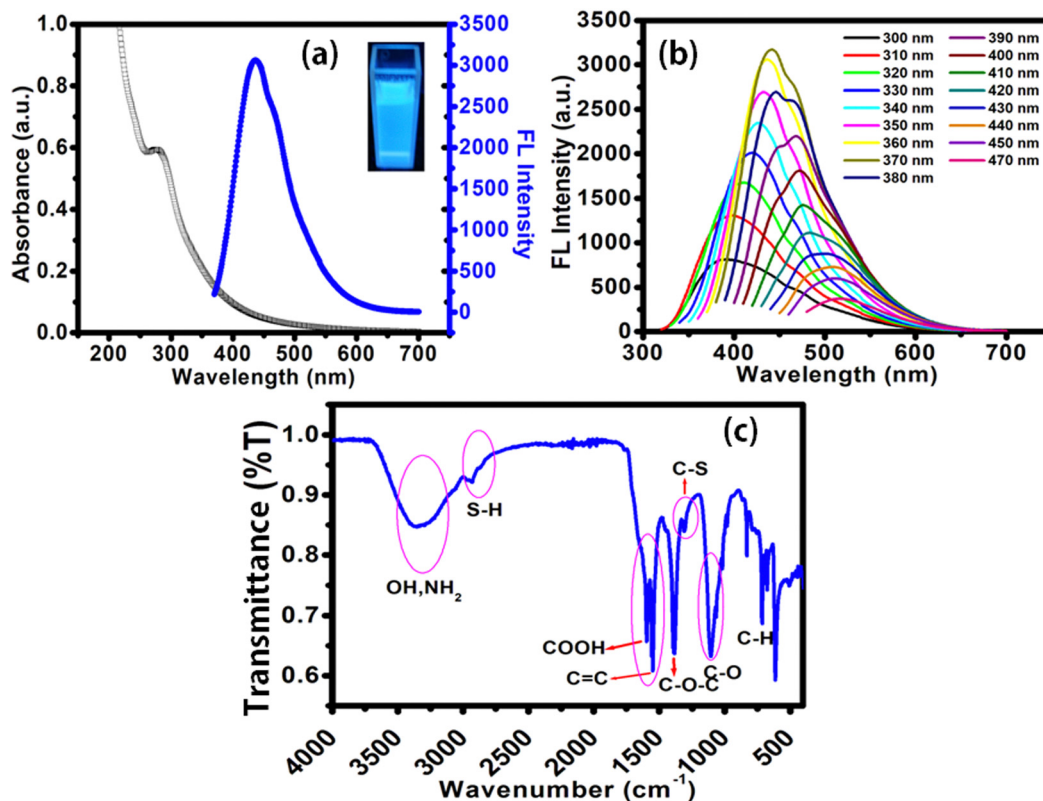 (a)
Absorbance (a.u.)
1.0
0.8
0.6
0.4
0.2
0.0
200 300 400 500 600 700
Wavelength (nm)
3500
3000
2500
2000
1500
1000
500
0
FL Intensity
(b)
FL Intensity (a.u.)
3500
3000
2500
2000
1500
1000
500
0
300 400 500 600 700
Wavelength (nm)
300 nm
310 nm
320 nm
330 nm
340 nm
350 nm
360 nm
370 nm
380 nm
390 nm
400 nm
410 nm
420 nm
430 nm
440 nm
450 nm
470 nm
(c)
Transmittance (%T)
1.0
0.9
0.8
0.7
0.6
OH,NH₂
S-H
COOH
C=C
C-O-C
C-S
C-O
C-H
4000 3500 3000 2500 2000 1500 1000 500
Wavenumber (cm⁻¹)